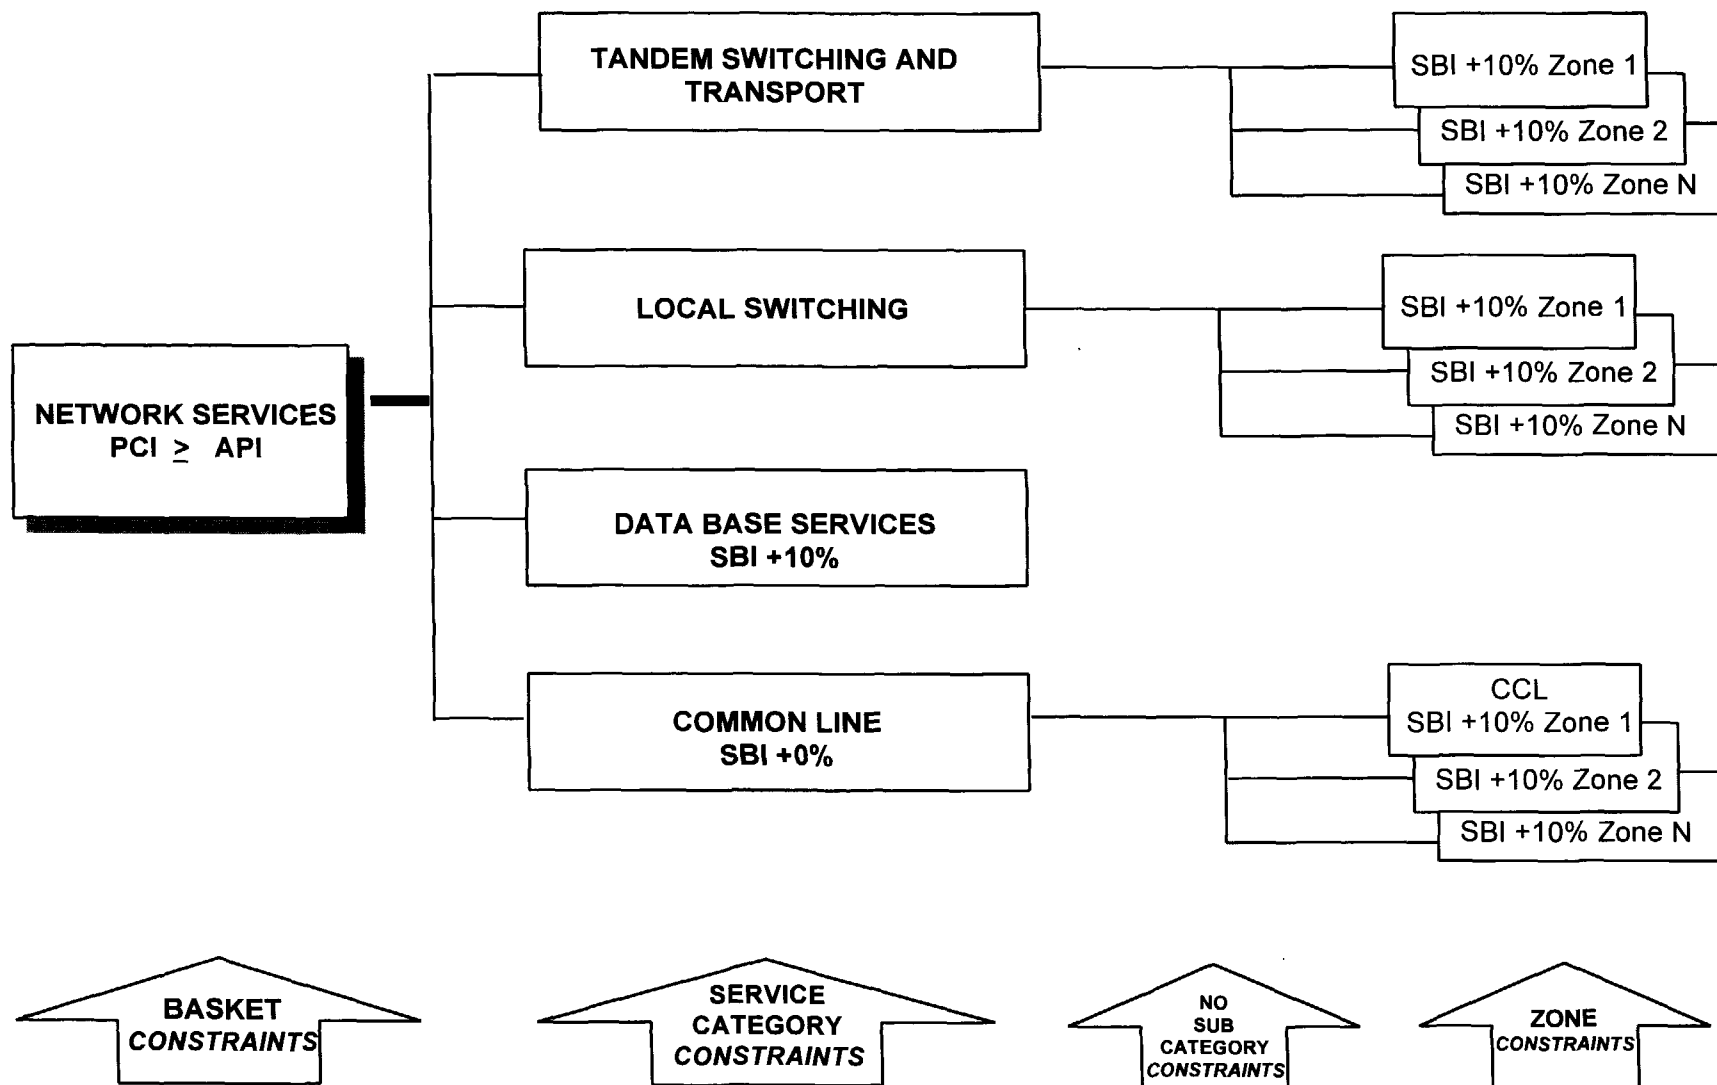 TANDEM SWITCHING AND
TRANSPORT
SBI +10% Zone 1
SBI +10% Zone 2
SBI +10% Zone N
LOCAL SWITCHING
SBI +10% Zone 1
SBI +10% Zone 2
SBI +10% Zone N
NETWORK SERVICES
PCI ≥ API
DATA BASE SERVICES
SBI +10%
COMMON LINE
SBI +0%
CCL
SBI +10% Zone 1
SBI +10% Zone 2
SBI +10% Zone N
BASKET
CONSTRAINTS
SERVICE
CATEGORY
CONSTRAINTS
NO
SUB
CATEGORY
CONSTRAINTS
ZONE
CONSTRAINTS